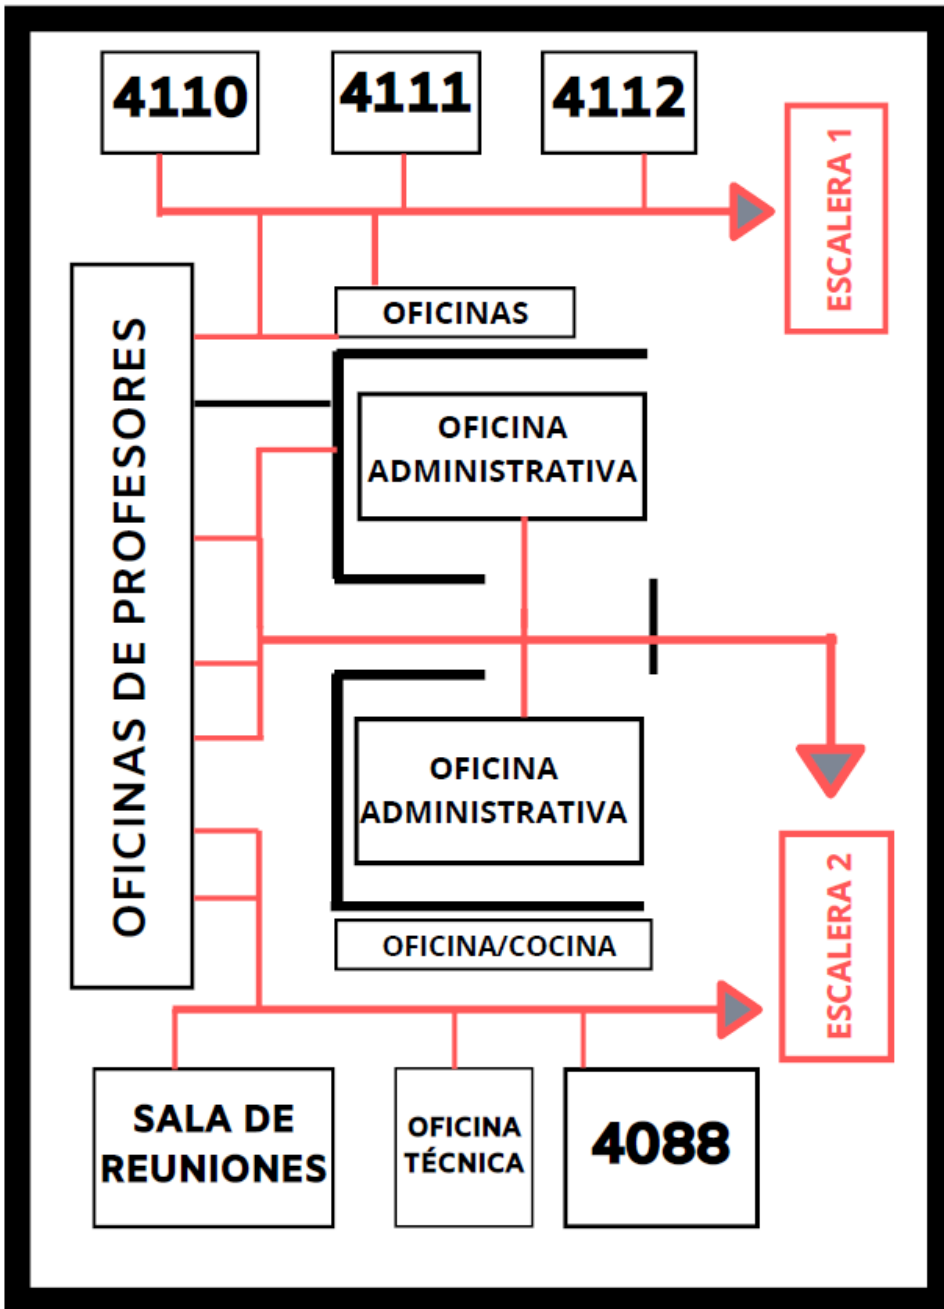 4110
4111
4112
ESCALERA 1
OFICINAS DE PROFESORES
OFICINAS
OFICINA
ADMINISTRATIVA
OFICINA
ADMINISTRATIVA
OFICINA/COCINA
ESCALERA 2
SALA DE
REUNIONES
OFICINA
TÉCNICA
4088